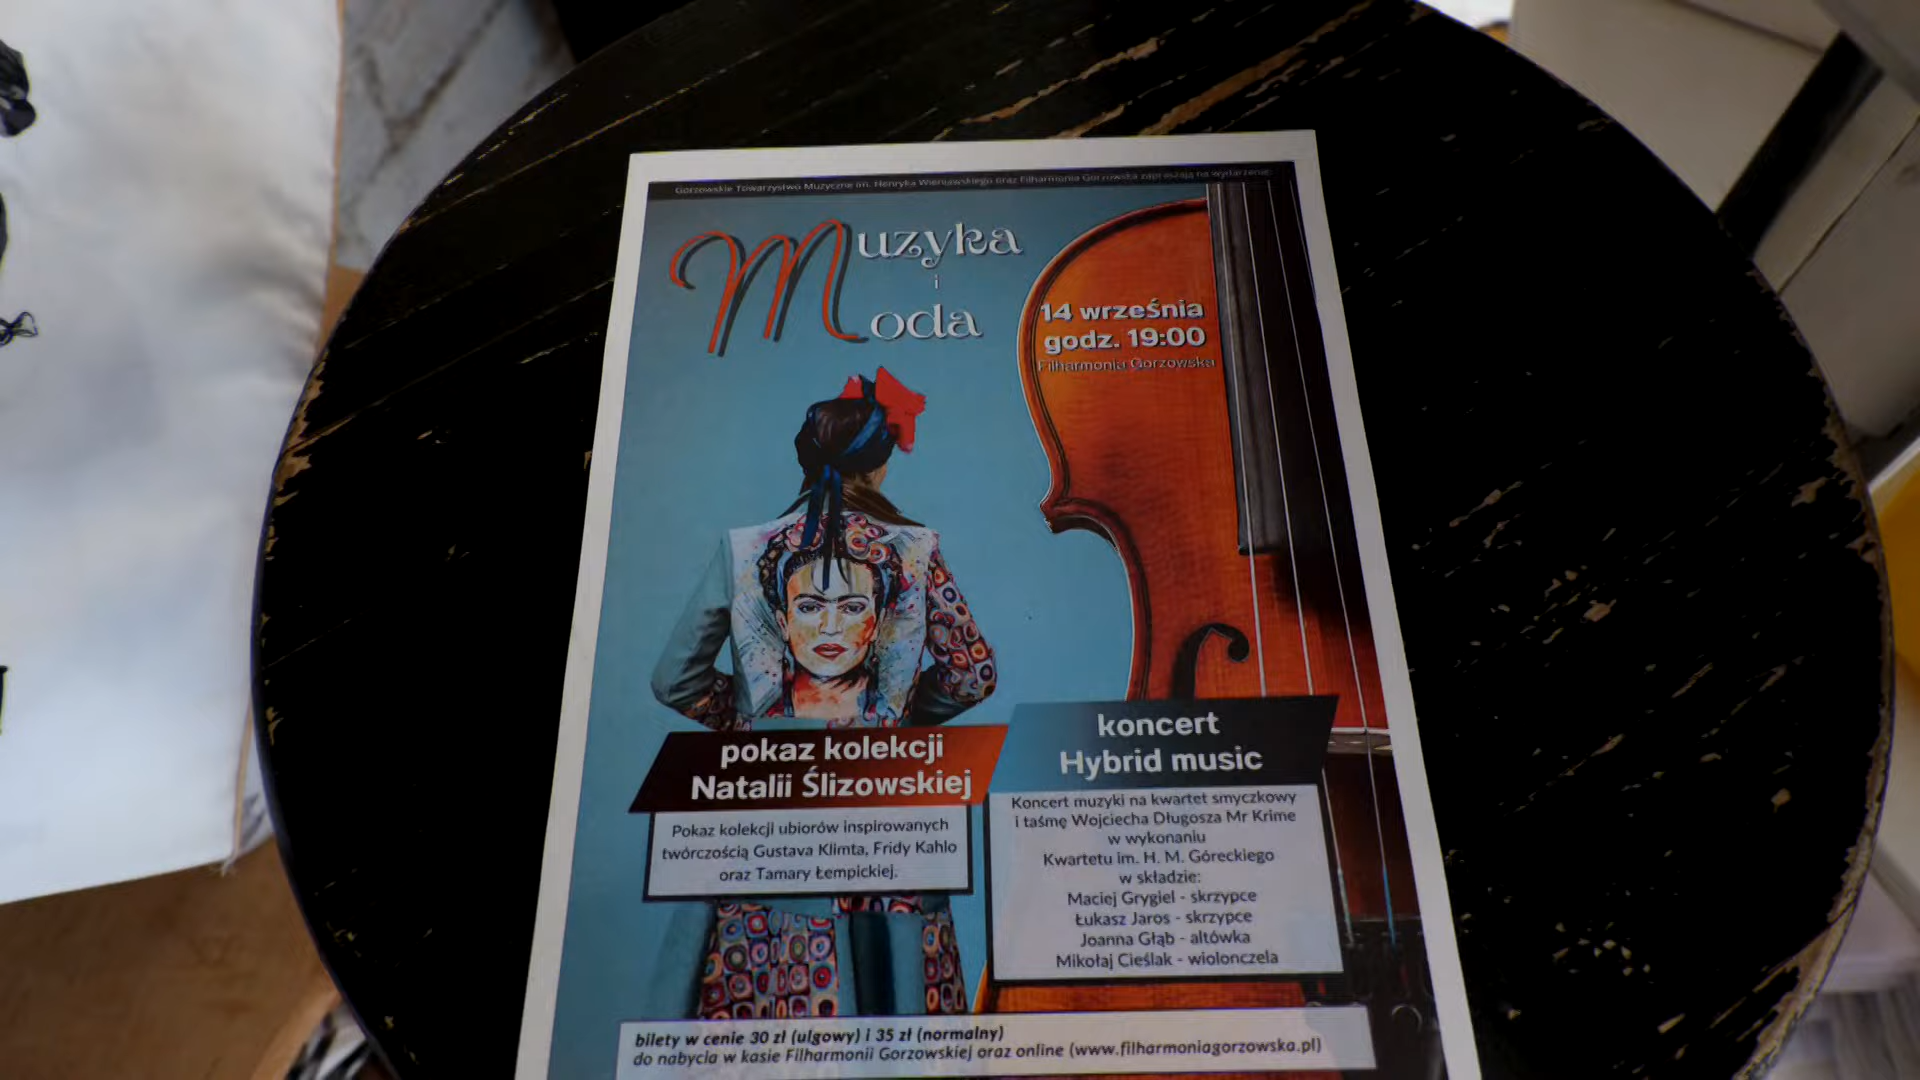 Gorzowskie Towarzystwo Muzyczne im. Henryka Wieniawskiego oraz Filharmonia Gorzowska zapraszają na wydarzenie:
Muzyka
i
Moda
14 września
godz. 19:00
Filharmonia Gorzowska
pokaz kolekcji
Natalii Ślizowskiej
Pokaz kolekcji ubiorów inspirowanych
twórczością Gustava Klimta, Fridy Kahlo
oraz Tamary Łempickiej.
koncert
Hybrid music
Koncert muzyki na kwartet smyczkowy
i taśmę Wojciecha Długosza Mr Krime
w wykonaniu
Kwartetu im. H. M. Góreckiego
w składzie:
Maciej Grygiel - skrzypce
Łukasz Jaros - skrzypce
Joanna Głąb - altówka
Mikołaj Cieślak - wiolonczela
bilety w cenie 30 zł (ulgowy) i 35 zł (normalny)
do nabycia w kasie Filharmonii Gorzowskiej oraz online (www.filharmoniagorzowska.pl)